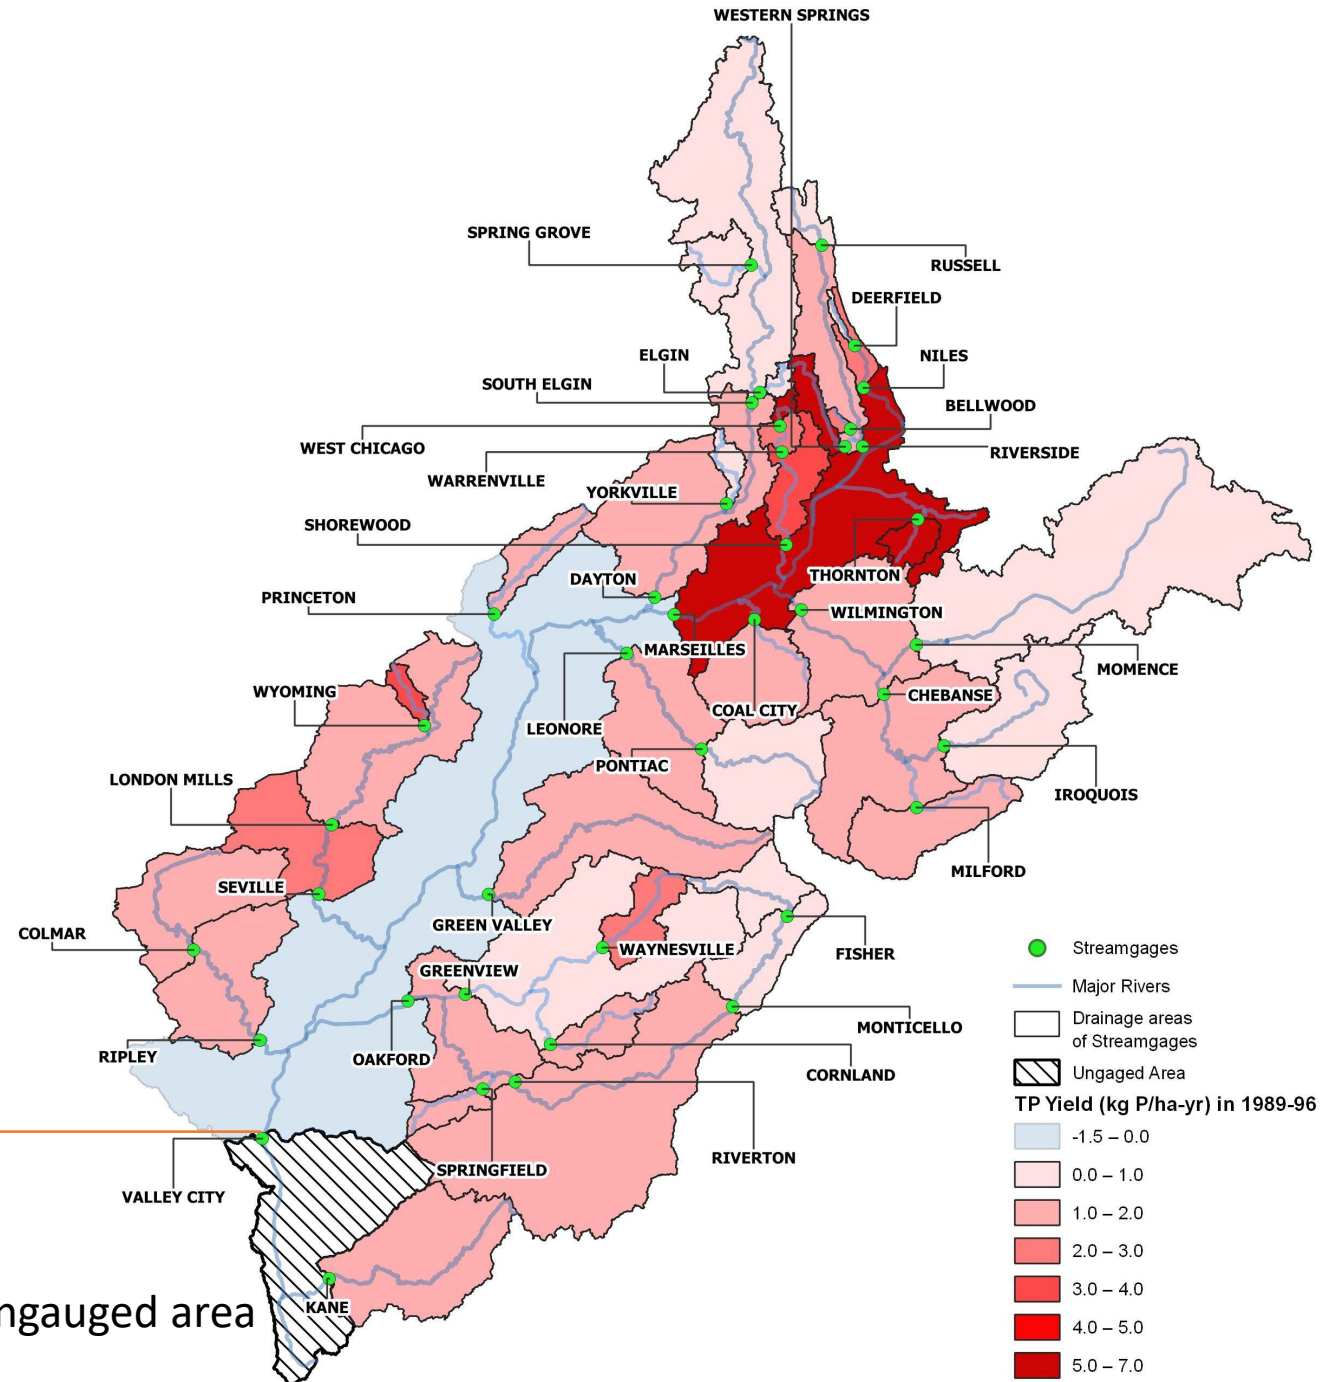 WESTERN SPRINGS
SPRING GROVE
RUSSELL
DEERFIELD
ELGIN
NILES
SOUTH ELGIN
BELLWOOD
WEST CHICAGO
RIVERSIDE
WARRENVILLE
YORKVILLE
SHOREWOOD
THORNTON
DAYTON
PRINCETON
WILMINGTON
MARSEILLES
MOMENCE
WYOMING
CHEBANSE
COAL CITY
LEONORE
PONTIAC
LONDON MILLS
IROQUOIS
MILFORD
SEVILLE
GREEN VALLEY
COLMAR
WAYNESVILLE
FISHER
GREENVIEW
MONTICELLO
RIPLEY
OAKFORD
CORNLAND
RIVERTON
SPRINGFIELD
VALLEY CITY
KANE
ngauged area
Streamgages
Major Rivers
Drainage areas
of Streamgages
Ungaged Area
TP Yield (kg P/ha-yr) in 1989-96
-1.5 – 0.0
0.0 – 1.0
1.0 – 2.0
2.0 – 3.0
3.0 – 4.0
4.0 – 5.0
5.0 – 7.0